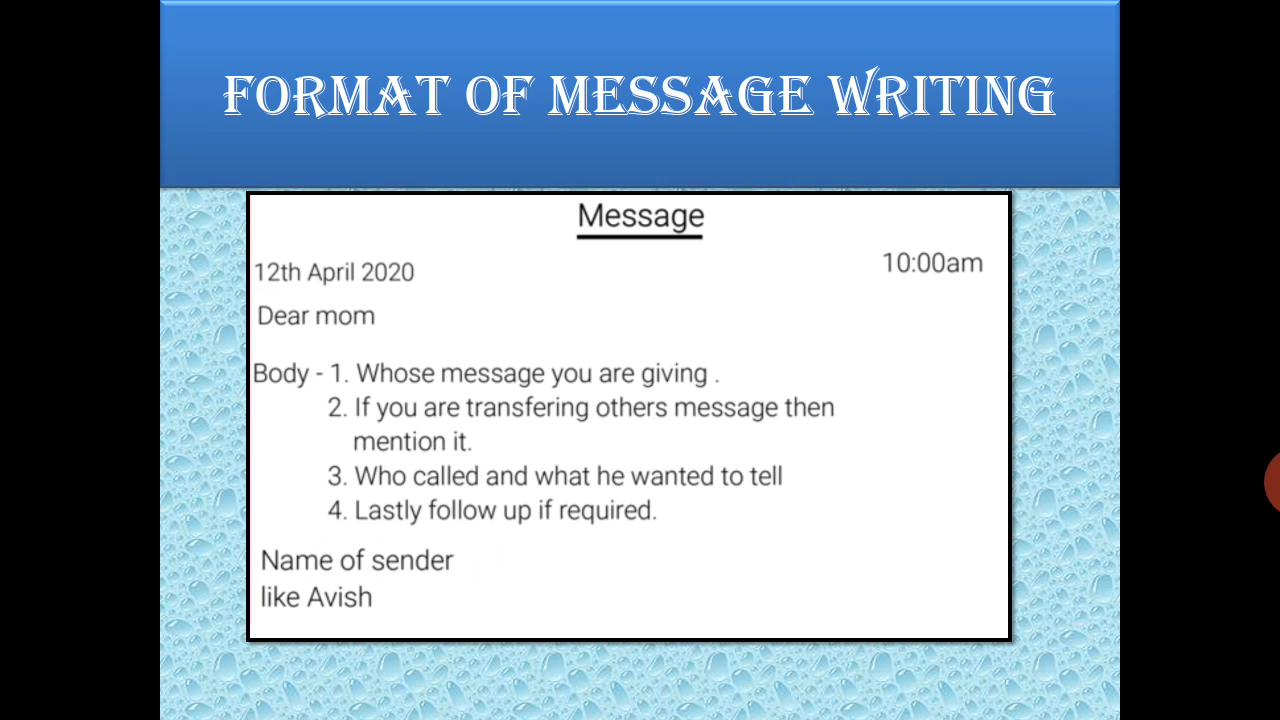 FORMAT OF MESSAGE WRITING
Message
10:00am
12th April 2020
Dear mom
Body - 1. Whose message you are giving .
2. If you are transfering others message then
mention it.
3. Who called and what he wanted to tell
4. Lastly follow up if required.
Name of sender
like Avish